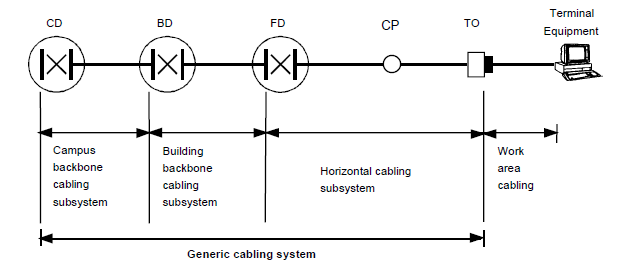 CD
BD
FD
CP
TO
Terminal
Equipment
Campus
backbone
cabling
subsystem
Building
backbone
cabling
subsystem
Horizontal cabling
subsystem
Work
area
cabling
Generic cabling system